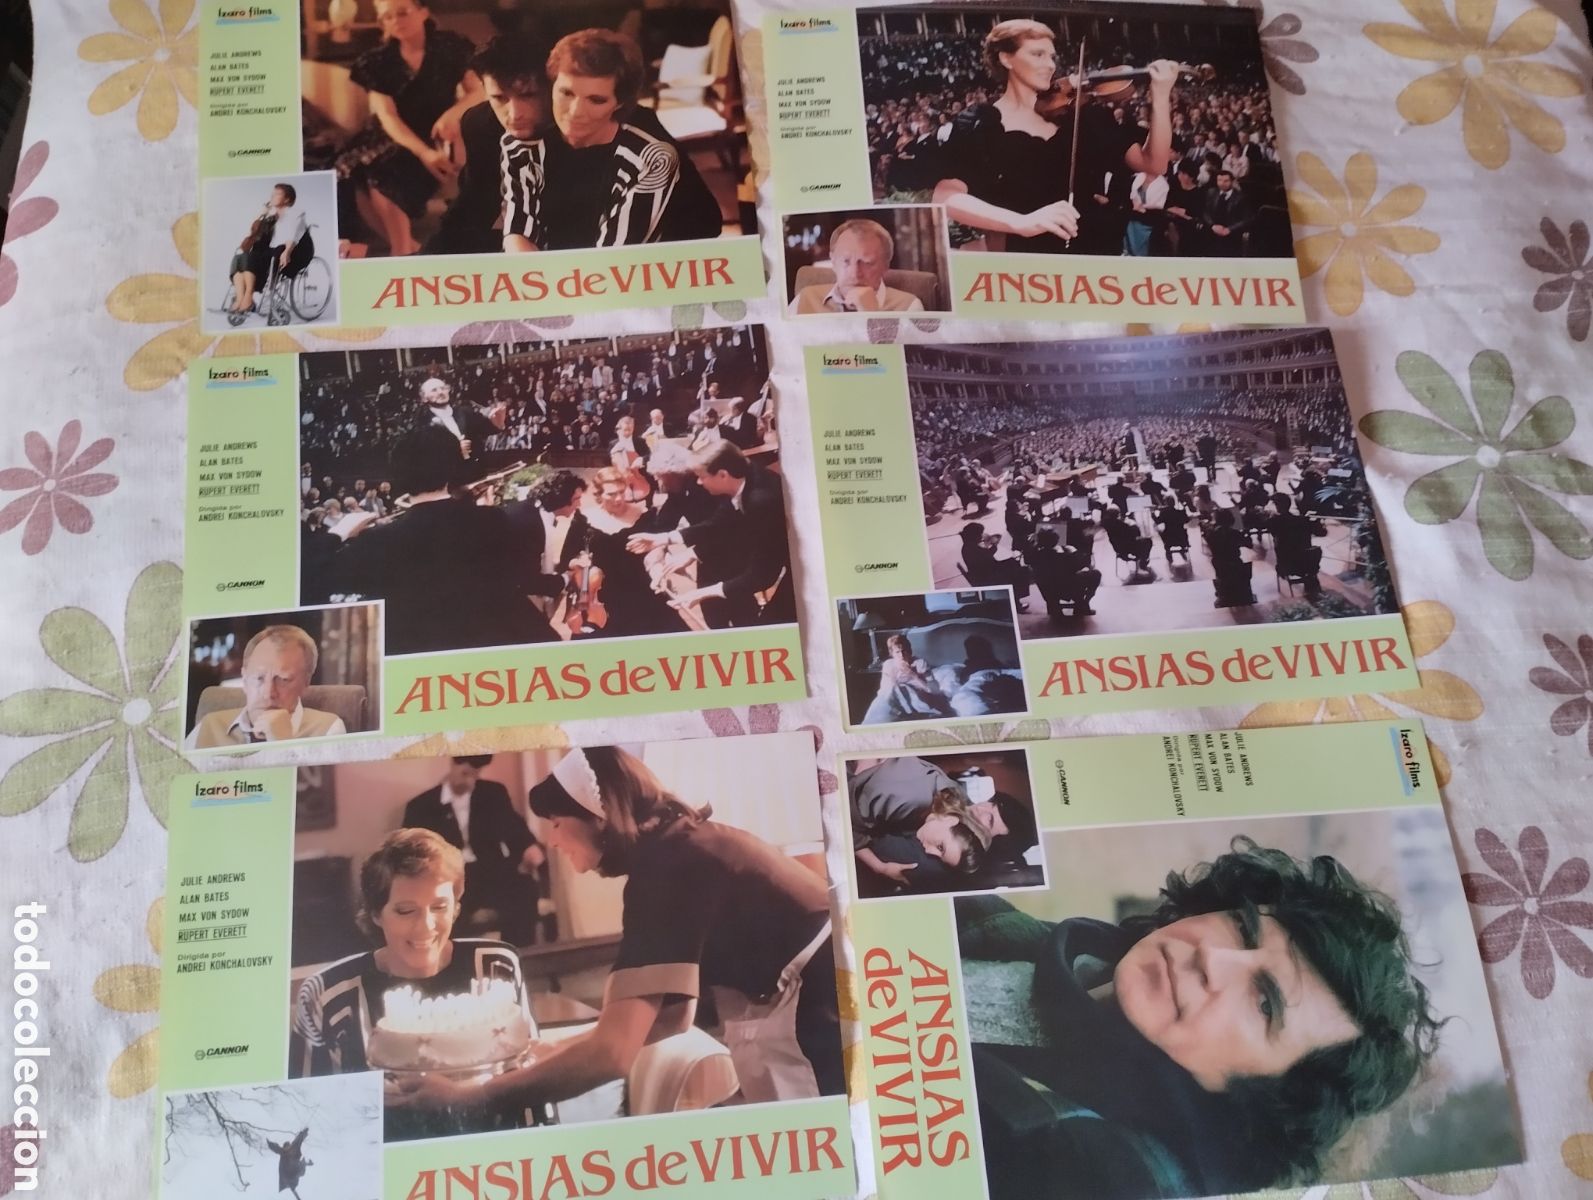 Izaro films
JULIE ANDREWS
ALAN BATES
MAX VON SYDOW
RUPERT EVERETT
Dirigida por
ANDREI KONCHALOVSKY
CANNON
ANSIAS de VIVIR
Izaro films
JULIE ANDREWS
ALAN BATES
MAX VON SYDOW
RUPERT EVERETT
Dirigida por
ANDREI KONCHALOVSKY
CANNON
ANSIAS de VIVIR
Izaro films
JULIE ANDREWS
ALAN BATES
MAX VON SYDOW
RUPERT EVERETT
Dirigida por
ANDREI KONCHALOVSKY
CANNON
ANSIAS de VIVIR
Izaro films
JULIE ANDREWS
ALAN BATES
MAX VON SYDOW
RUPERT EVERETT
Dirigida por
ANDREI KONCHALOVSKY
CANNON
ANSIAS de VIVIR
Izaro films
JULIE ANDREWS
ALAN BATES
MAX VON SYDOW
RUPERT EVERETT
Dirigida por
ANDREI KONCHALOVSKY
CANNON
ANSIAS de VIVIR
Izaro films
JULIE ANDREWS
ALAN BATES
MAX VON SYDOW
RUPERT EVERETT
Dirigida por
ANDREI KONCHALOVSKY
CANNON
ANSIAS
de VIVIR
todocoleccion